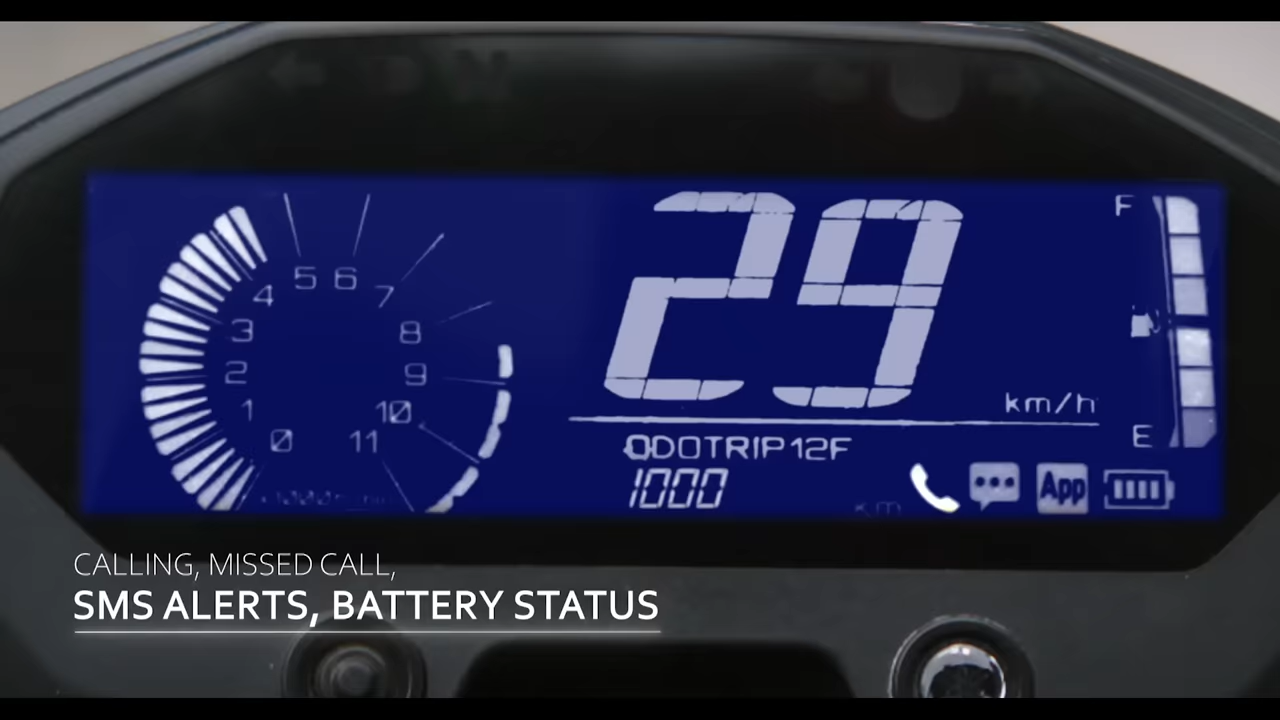 5 6
4 7
3 8
2 9
1 10
0 11
29
km/h
F
E
ODOTRIP12F
1000
km
App
CALLING, MISSED CALL,
SMS ALERTS, BATTERY STATUS